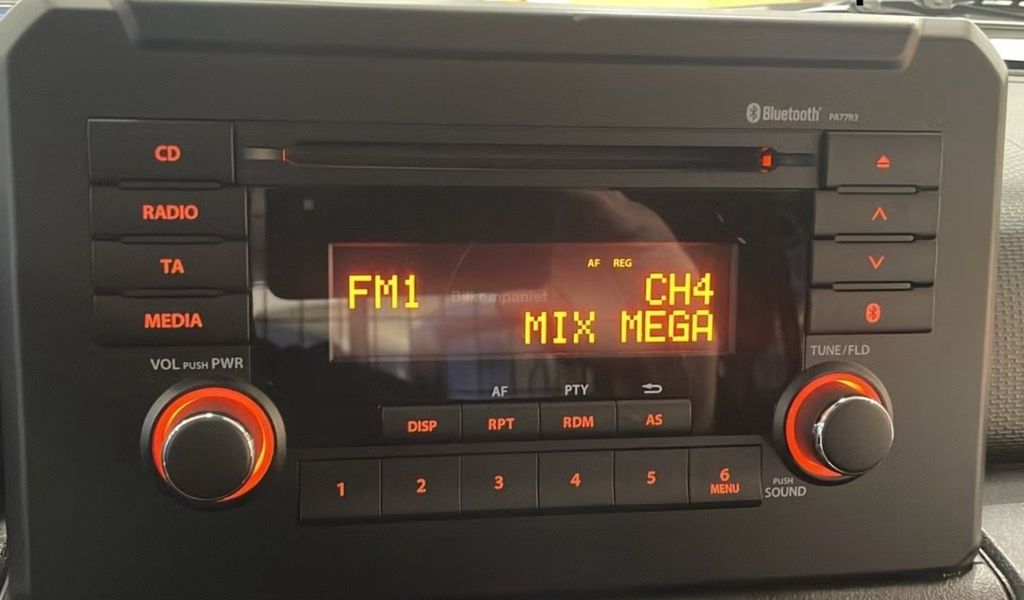 Bluetooth® PA77R3
CD
RADIO
TA
MEDIA
VOL PUSH PWR
AF REG
FM1 CH4
MIX MEGA
Bilkompaniet
TUNE/FLD
AF PTY
DISP RPT RDM AS
1 2 3 4 5 6
MENU
PUSH
SOUND